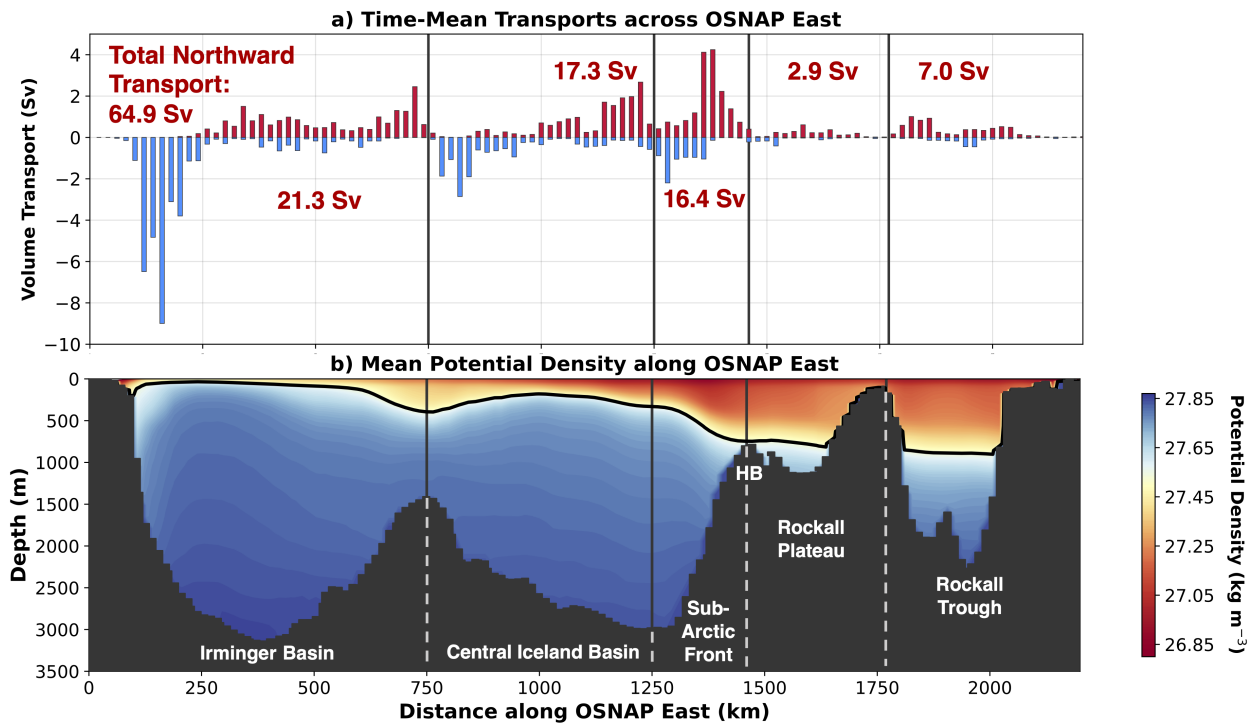 a) Time-Mean Transports across OSNAP East
Volume Transport (Sv)
4
2
0
−2
−4
−6
−8
−10
Total Northward
Transport:
64.9 Sv
21.3 Sv
17.3 Sv
16.4 Sv
2.9 Sv
7.0 Sv
b) Mean Potential Density along OSNAP East
Depth (m)
0
500
1000
1500
2000
2500
3000
3500
Irminger Basin
Central Iceland Basin
Sub-
Arctic
Front
HB
Rockall
Plateau
Rockall
Trough
0 250 500 750 1000 1250 1500 1750 2000
Distance along OSNAP East (km)
27.85
27.65
27.45
27.25
27.05
26.85
Potential Density (kg m⁻³)